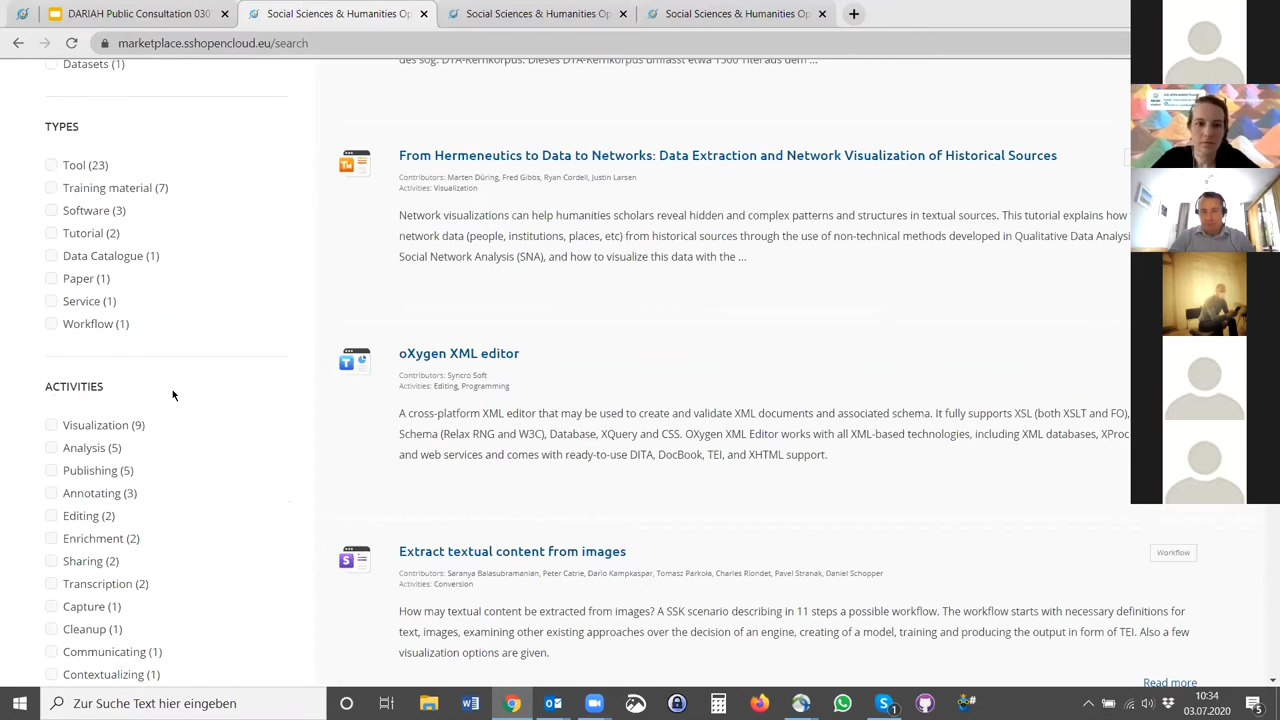 Public Consultation 030
Social Sciences & Humanities
Social Sciences & Humanities Op
Social Sciences & Humanities Op
marketplace.sshopencloud.eu/search
Datasets (1)
TYPES
Tool (23)
Training material (7)
Software (3)
Tutorial (2)
Data Catalogue (1)
Paper (1)
Service (1)
Workflow (1)
ACTIVITIES
Visualization (9)
Analysis (5)
Publishing (5)
Annotating (3)
Editing (2)
Enrichment (2)
Sharing (2)
Transcription (2)
Capture (1)
Cleanup (1)
Communicating (1)
Contextualizing (1)
des sog. DTA-Kernkorpus. Dieses DTA-Kernkorpus umfasst etwa 1300 Titel aus dem ...
From Hermeneutics to Data to Networks: Data Extraction and Network Visualization of Historical Sources
Contributors: Marten Düring, Fred Gibbs, Ryan Cordell, Justin Larsen
Activities: Visualization
Network visualizations can help humanities scholars reveal hidden and complex patterns and structures in textual sources. This tutorial explains how
network data (people, institutions, places, etc) from historical sources through the use of non-technical methods developed in Qualitative Data Analysi
Social Network Analysis (SNA), and how to visualize this data with the ...
oXygen XML editor
Contributors: Syncro Soft
Activities: Editing, Programming
A cross-platform XML editor that may be used to create and validate XML documents and associated schema. It fully supports XSL (both XSLT and FO),
Schema (Relax RNG and W3C), Database, XQuery and CSS. OXygen XML Editor works with all XML-based technologies, including XML databases, XProc
and web services and comes with ready-to-use DITA, DocBook, TEI, and XHTML support.
Extract textual content from images
Workflow
Contributors: Saranya Balasubramanian, Peter Catrie, Dario Kampkaspar, Tomasz Parkoła, Charles Riondet, Pavel Stranak, Daniel Schopper
Activities: Conversion
How may textual content be extracted from images? A SSK scenario describing in 11 steps a possible workflow. The workflow starts with necessary definitions for
text, images, examining other existing approaches over the decision of an engine, creating of a model, training and producing the output in form of TEI. Also a few
visualization options are given.
Read more
Zur Suche Text hier eingeben
1
10:34
03.07.2020
5